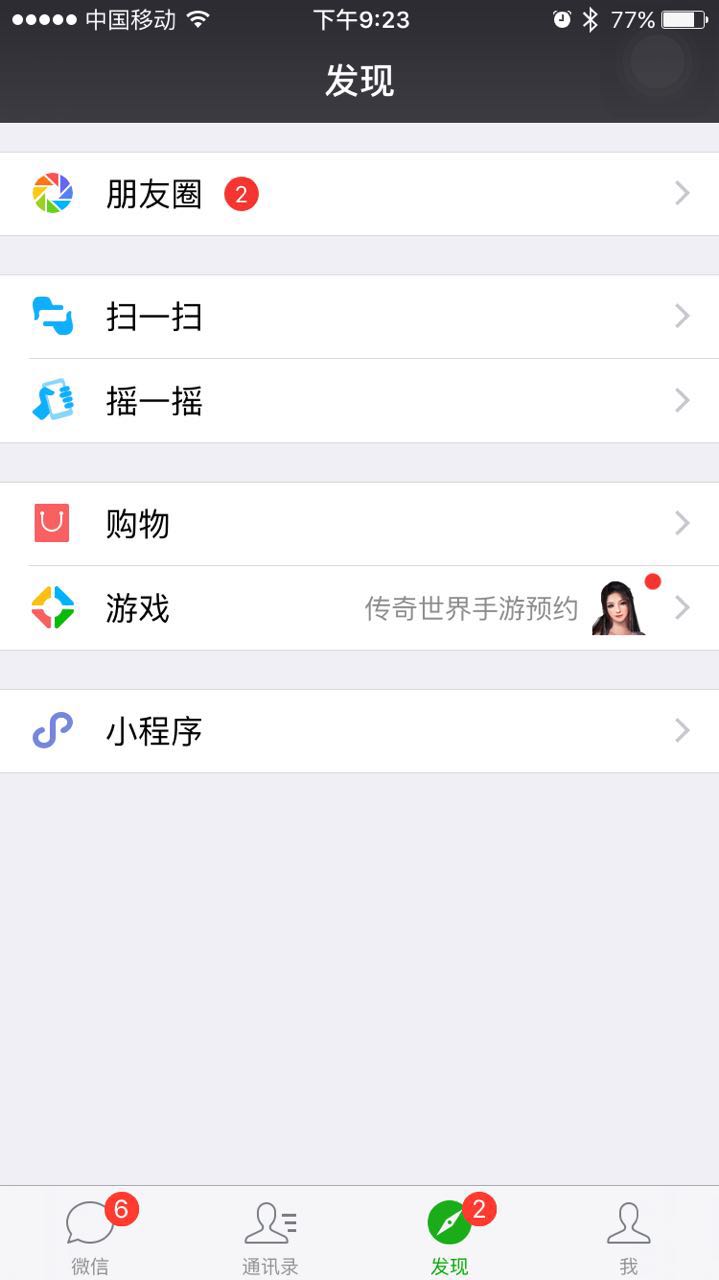 中国移动 下午9:23 77%
发现
朋友圈 2
扫一扫
摇一摇
购物
游戏 传奇世界手游预约
小程序
6 2
微信 通讯录 发现 我